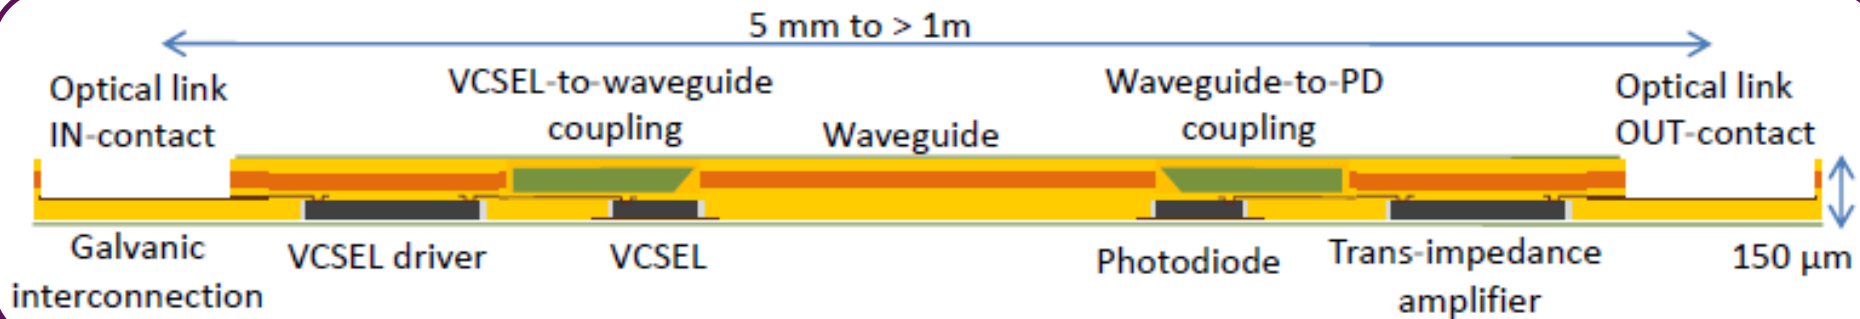 5 mm to > 1m
Optical link
IN-contact
VCSEL-to-waveguide
coupling
Waveguide
Waveguide-to-PD
coupling
Optical link
OUT-contact
Galvanic
interconnection
VCSEL driver
VCSEL
Photodiode
Trans-impedance
amplifier
150 µm